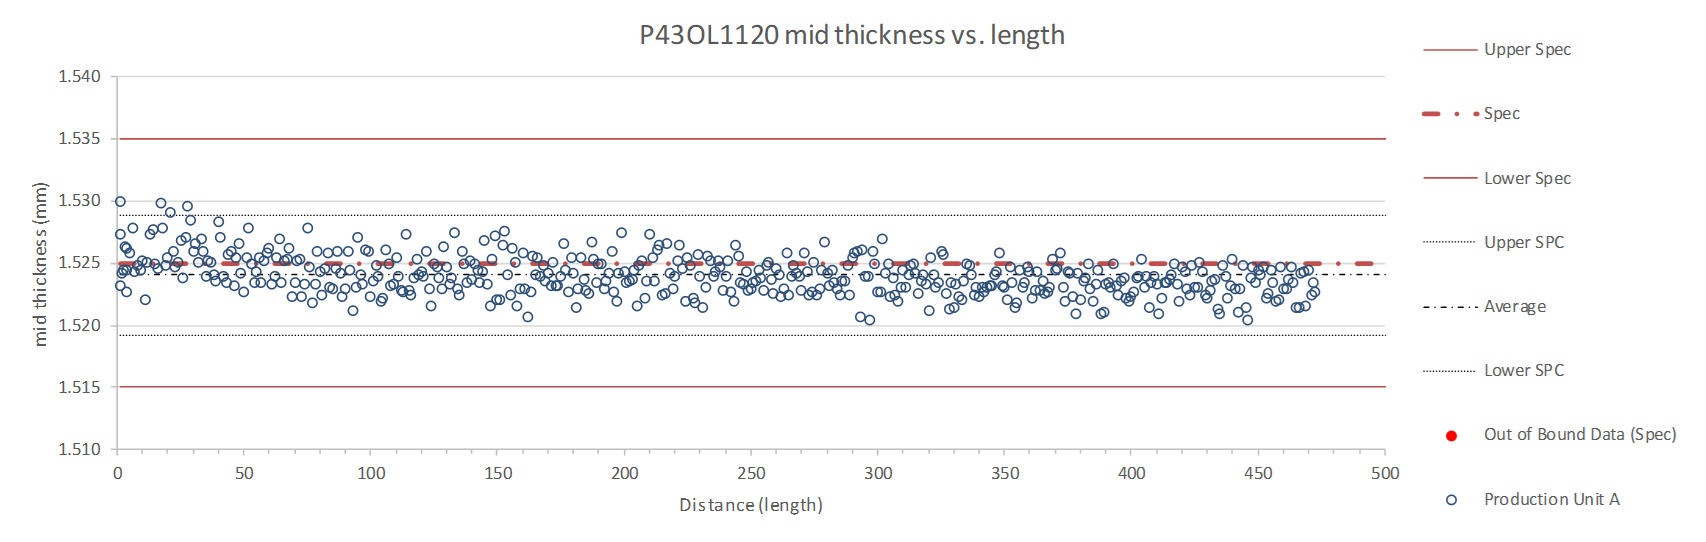 P43OL1120 mid thickness vs. length
mid thickness (mm)
1.540
1.535
1.530
1.525
1.520
1.515
1.510
0 50 100 150 200 250 300 350 400 450 500
Distance (length)
Upper Spec
Spec
Lower Spec
Upper SPC
Average
Lower SPC
Out of Bound Data (Spec)
Production Unit A